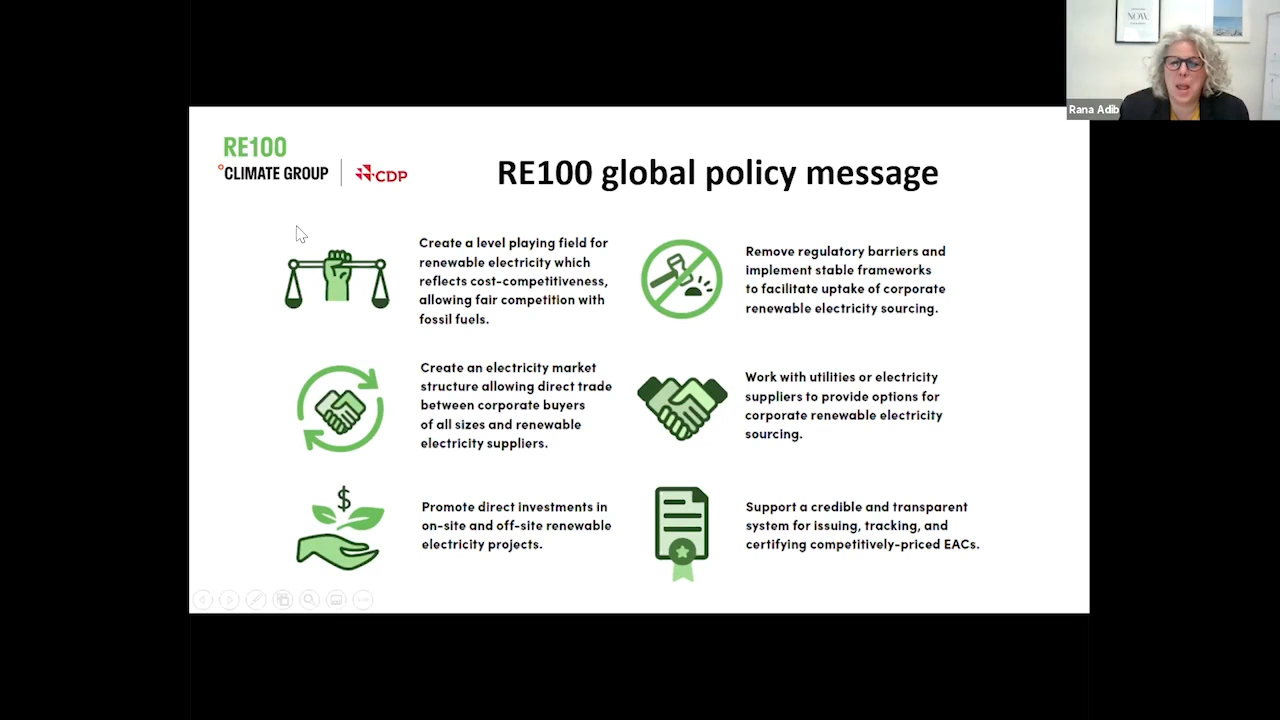 NOW.
Rana Adib
RE100
°CLIMATE GROUP
CDP
RE100 global policy message
Create a level playing field for
renewable electricity which
reflects cost-competitiveness,
allowing fair competition with
fossil fuels.
Remove regulatory barriers and
implement stable frameworks
to facilitate uptake of corporate
renewable electricity sourcing.
Create an electricity market
structure allowing direct trade
between corporate buyers
of all sizes and renewable
electricity suppliers.
Work with utilities or electricity
suppliers to provide options for
corporate renewable electricity
sourcing.
$
Promote direct investments in
on-site and off-site renewable
electricity projects.
Support a credible and transparent
system for issuing, tracking, and
certifying competitively-priced EACs.